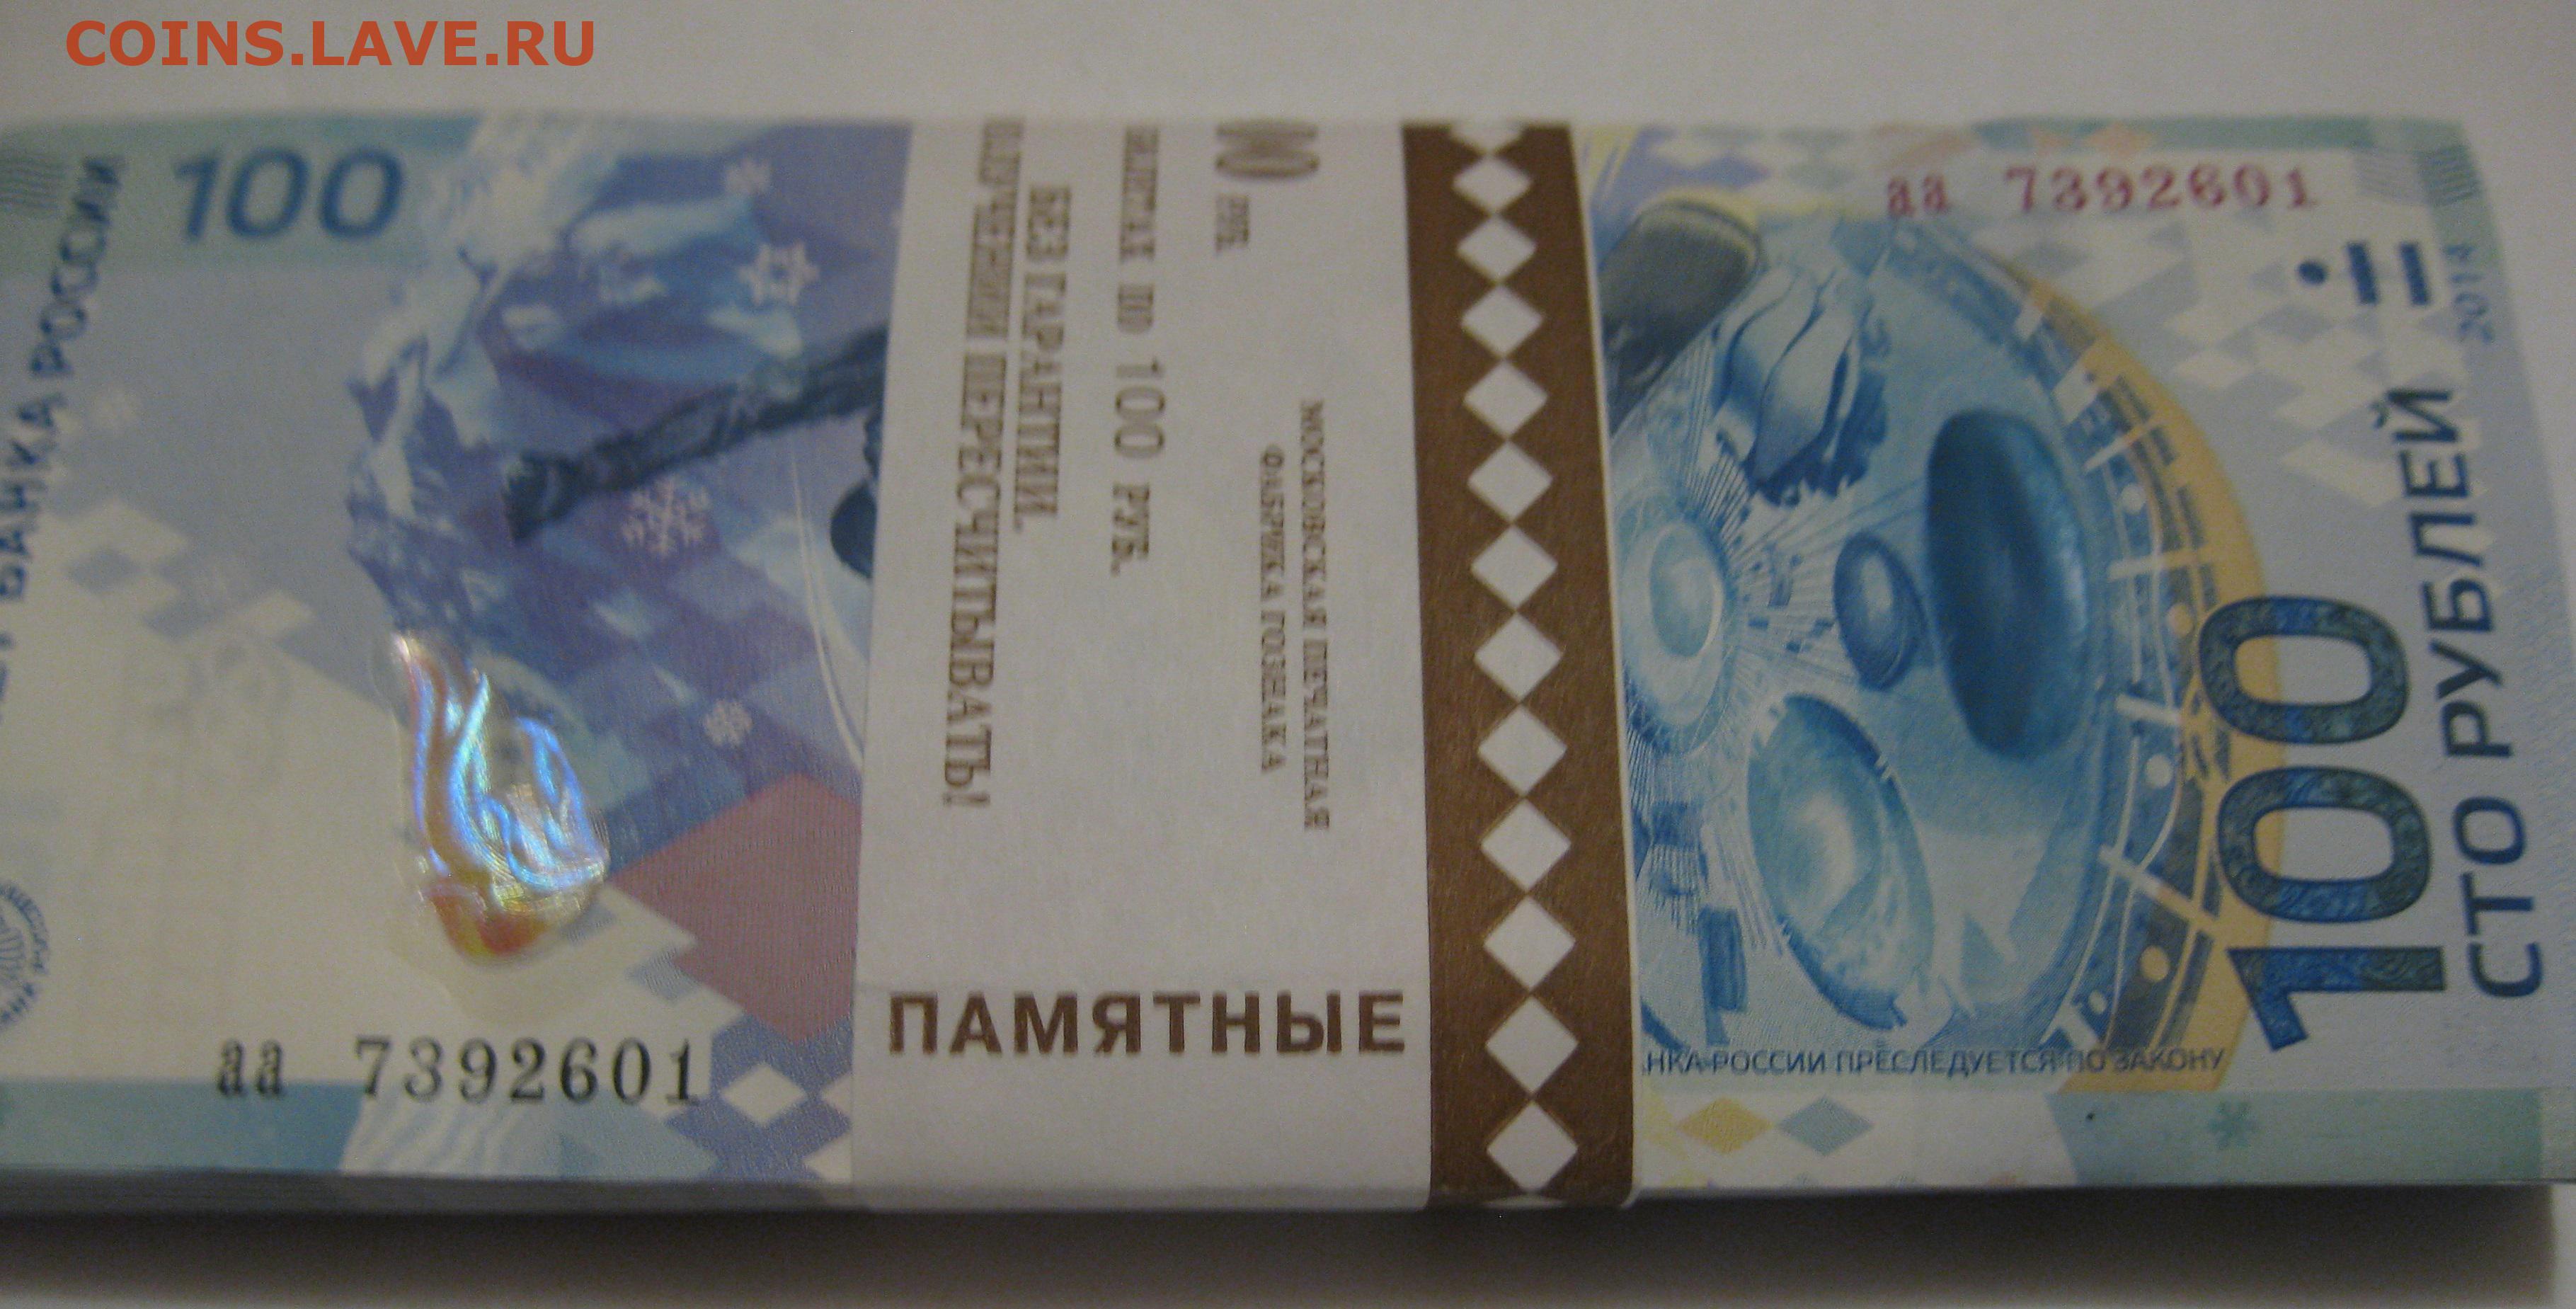 COINS.LAVE.RU
БАНКА РОССИИ
100
аа 7392601
БЕЗ ГАРАНТИИ.
ПЕРЕСЧИТЫВАТЬ!
ПО 100 РУБ.
РУБ.
МОСКОВСКАЯ ПЕЧАТНАЯ
ФАБРИКА ГОЗНАКА
ПАМЯТНЫЕ
аа 7392601
2014
100
СТО РУБЛЕЙ
РОССИИ ПРЕСЛЕДУЕТСЯ ПО ЗАКОНУ